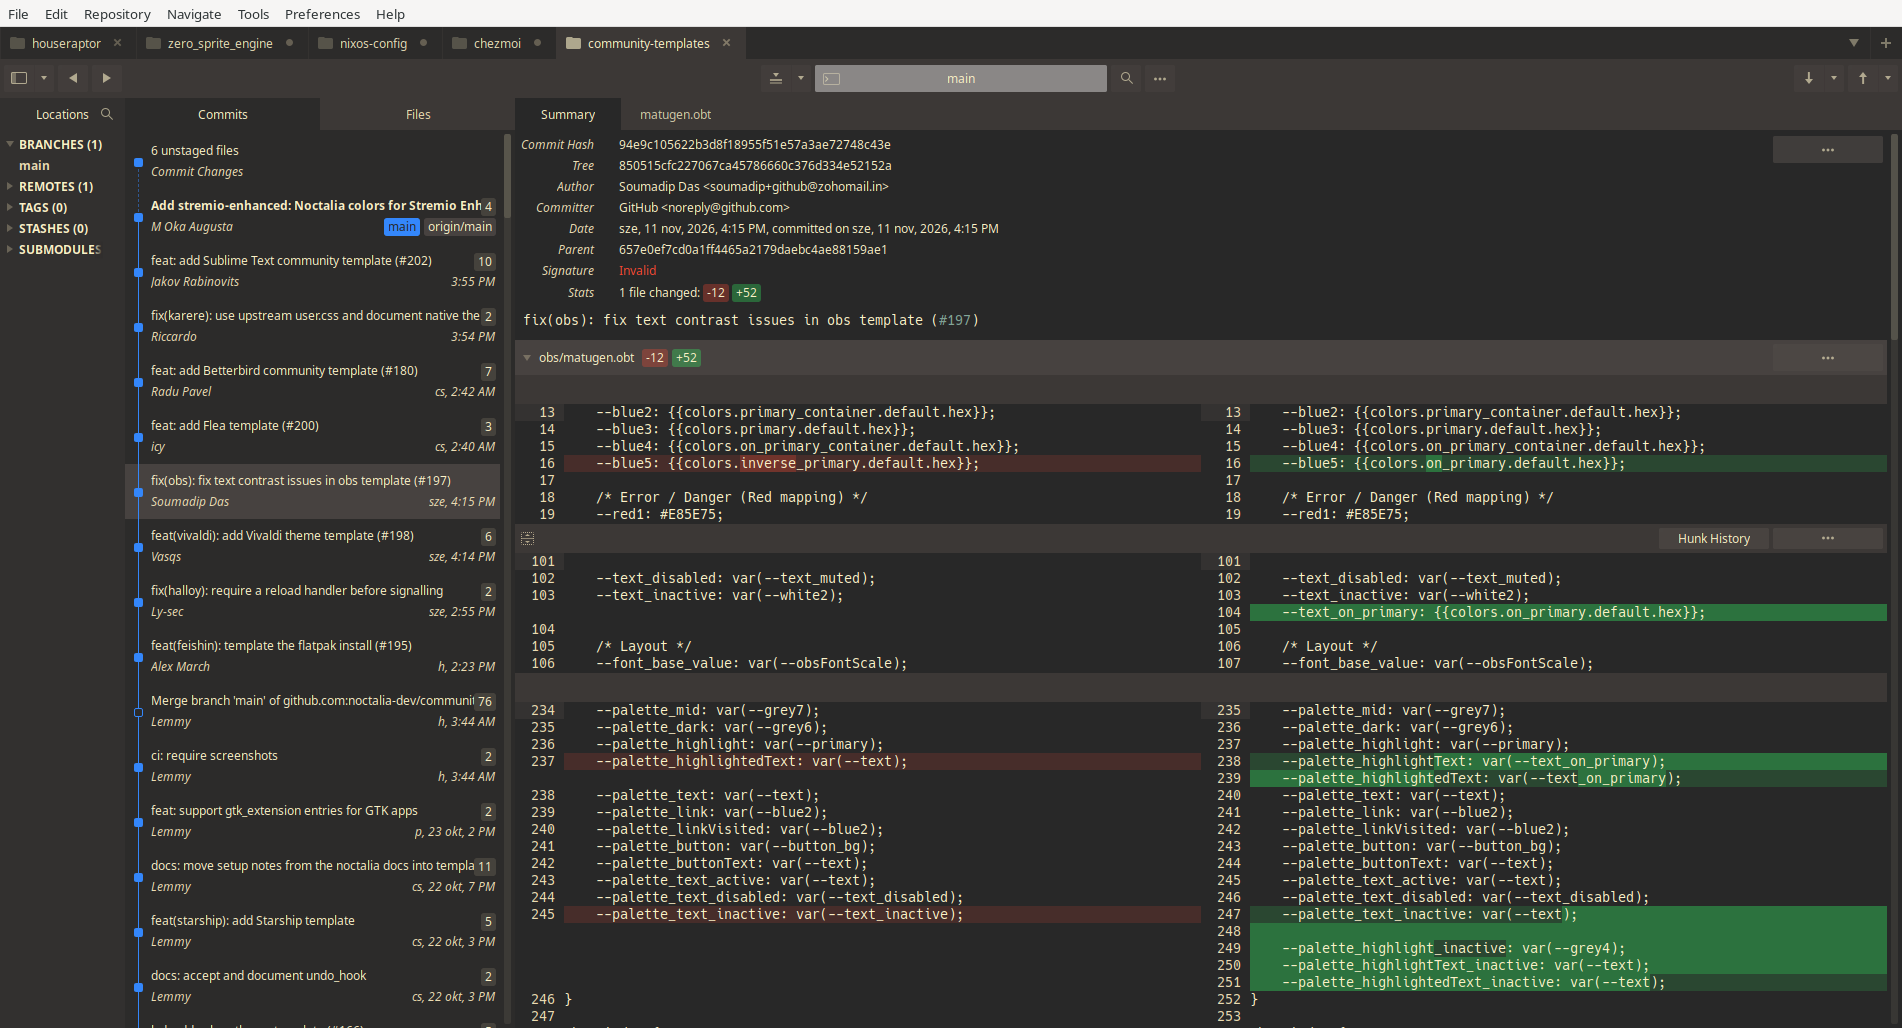 File Edit Repository Navigate Tools Preferences Help
houseraptor zero_sprite_engine nixos-config chezmoi community-templates
main
Locations
BRANCHES (1)
main
REMOTES (1)
TAGS (0)
STASHES (0)
SUBMODULES
Commits Files
6 unstaged files
Commit Changes
Add stremio-enhanced: Noctalia colors for Stremio Enh 4
M Oka Augusta main origin/main
feat: add Sublime Text community template (#202) 10
Jakov Rabinovits 3:55 PM
fix(karere): use upstream user.css and document native the 2
Riccardo 3:54 PM
feat: add Betterbird community template (#180) 7
Radu Pavel cs, 2:42 AM
feat: add Flea template (#200) 3
icy cs, 2:40 AM
fix(obs): fix text contrast issues in obs template (#197)
Soumadip Das sze, 4:15 PM
feat(vivaldi): add Vivaldi theme template (#198) 6
Vasqs sze, 4:14 PM
fix(halloy): require a reload handler before signalling 2
Ly-sec sze, 2:55 PM
feat(feishin): template the flatpak install (#195)
Alex March h, 2:23 PM
Merge branch 'main' of github.com:noctalia-dev/communit 76
Lemmy h, 3:44 AM
ci: require screenshots 2
Lemmy h, 3:44 AM
feat: support gtk_extension entries for GTK apps 2
Lemmy p, 23 okt, 2 PM
docs: move setup notes from the noctalia docs into templa 11
Lemmy cs, 22 okt, 7 PM
feat(starship): add Starship template 5
Lemmy cs, 22 okt, 3 PM
docs: accept and document undo_hook 2
Lemmy cs, 22 okt, 3 PM
Summary matugen.obt
Commit Hash 94e9c105622b3d8f18955f51e57a3ae72748c43e
Tree 850515cfc227067ca45786660c376d334e52152a
Author Soumadip Das <soumadip+github@zohomail.in>
Committer GitHub <noreply@github.com>
Date sze, 11 nov, 2026, 4:15 PM, committed on sze, 11 nov, 2026, 4:15 PM
Parent 657e0ef7cd0a1ff4465a2179daebc4ae88159ae1
Signature Invalid
Stats 1 file changed: -12 +52
fix(obs): fix text contrast issues in obs template (#197)
obs/matugen.obt -12 +52
13 --blue2: {{colors.primary_container.default.hex}};
14 --blue3: {{colors.primary.default.hex}};
15 --blue4: {{colors.on_primary_container.default.hex}};
16 --blue5: {{colors.inverse_primary.default.hex}};
17
18 /* Error / Danger (Red mapping) */
19 --red1: #E85E75;
13 --blue2: {{colors.primary_container.default.hex}};
14 --blue3: {{colors.primary.default.hex}};
15 --blue4: {{colors.on_primary_container.default.hex}};
16 --blue5: {{colors.on_primary.default.hex}};
17
18 /* Error / Danger (Red mapping) */
19 --red1: #E85E75;
Hunk History
101
102 --text_disabled: var(--text_muted);
103 --text_inactive: var(--white2);
104
105 /* Layout */
106 --font_base_value: var(--obsFontScale);
101
102 --text_disabled: var(--text_muted);
103 --text_inactive: var(--white2);
104 --text_on_primary: {{colors.on_primary.default.hex}};
105
106 /* Layout */
107 --font_base_value: var(--obsFontScale);
234 --palette_mid: var(--grey7);
235 --palette_dark: var(--grey6);
236 --palette_highlight: var(--primary);
237 --palette_highlightedText: var(--text);
238 --palette_text: var(--text);
239 --palette_link: var(--blue2);
240 --palette_linkVisited: var(--blue2);
241 --palette_button: var(--button_bg);
242 --palette_buttonText: var(--text);
243 --palette_text_active: var(--text);
244 --palette_text_disabled: var(--text_disabled);
245 --palette_text_inactive: var(--text_inactive);
246 }
247
235 --palette_mid: var(--grey7);
236 --palette_dark: var(--grey6);
237 --palette_highlight: var(--primary);
238 --palette_highlightText: var(--text_on_primary);
239 --palette_highlightedText: var(--text_on_primary);
240 --palette_text: var(--text);
241 --palette_link: var(--blue2);
242 --palette_linkVisited: var(--blue2);
243 --palette_button: var(--button_bg);
244 --palette_buttonText: var(--text);
245 --palette_text_active: var(--text);
246 --palette_text_disabled: var(--text_disabled);
247 --palette_text_inactive: var(--text);
248
249 --palette_highlight_inactive: var(--grey4);
250 --palette_highlightText_inactive: var(--text);
251 --palette_highlightedText_inactive: var(--text);
252 }
253